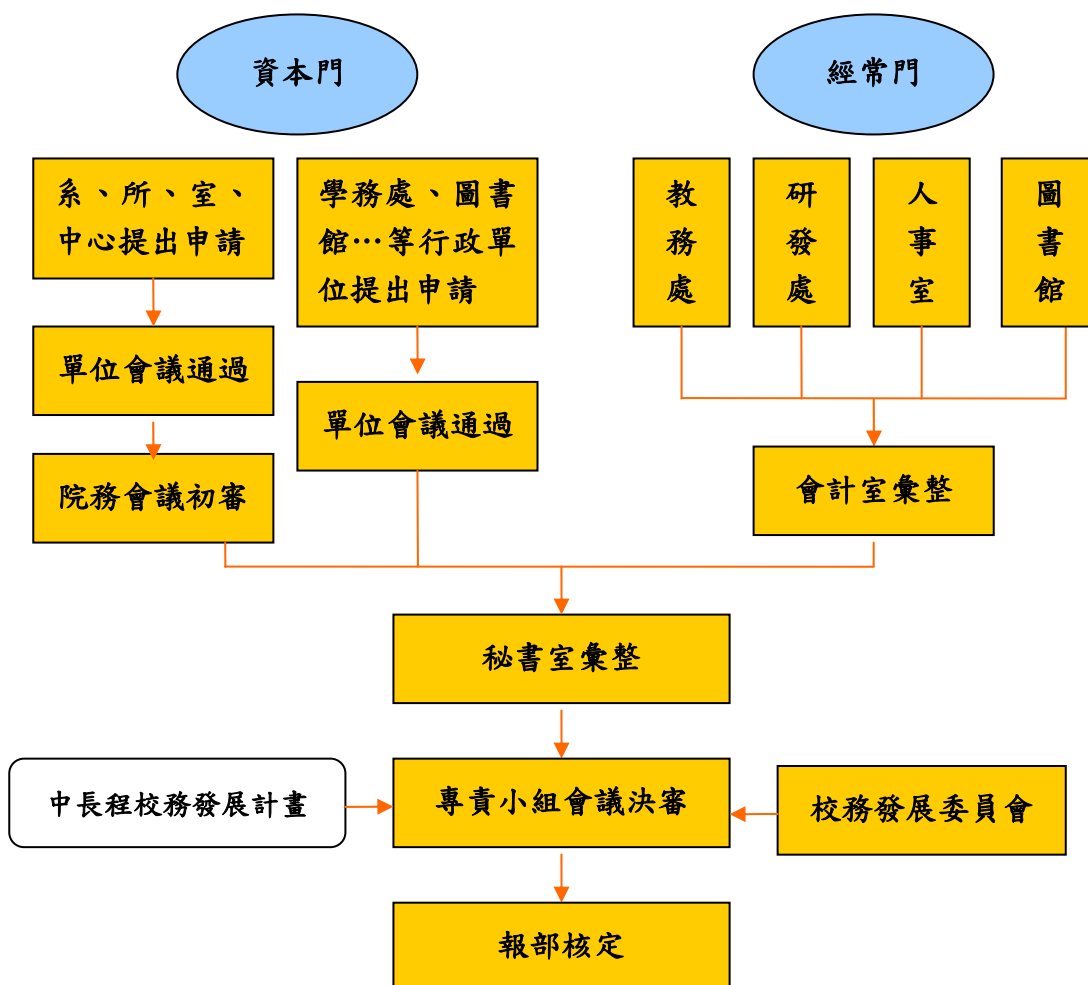 資本門
經常門
系、所、室、
中心提出申請
學務處、圖書
館…等行政單
位提出申請
教務處
研發處
人事室
圖書館
單位會議通過
單位會議通過
院務會議初審
會計室彙整
秘書室彙整
中長程校務發展計畫
專責小組會議決審
校務發展委員會
報部核定